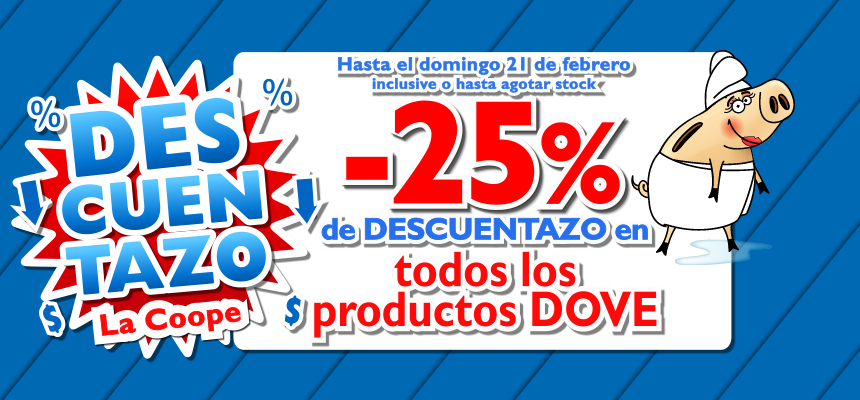 %
%
DES
CUEN
TAZO
$
La Coope
Hasta el domingo 21 de febrero
inclusive o hasta agotar stock
-25%
de DESCUENTAZO en
todos los
$ productos DOVE